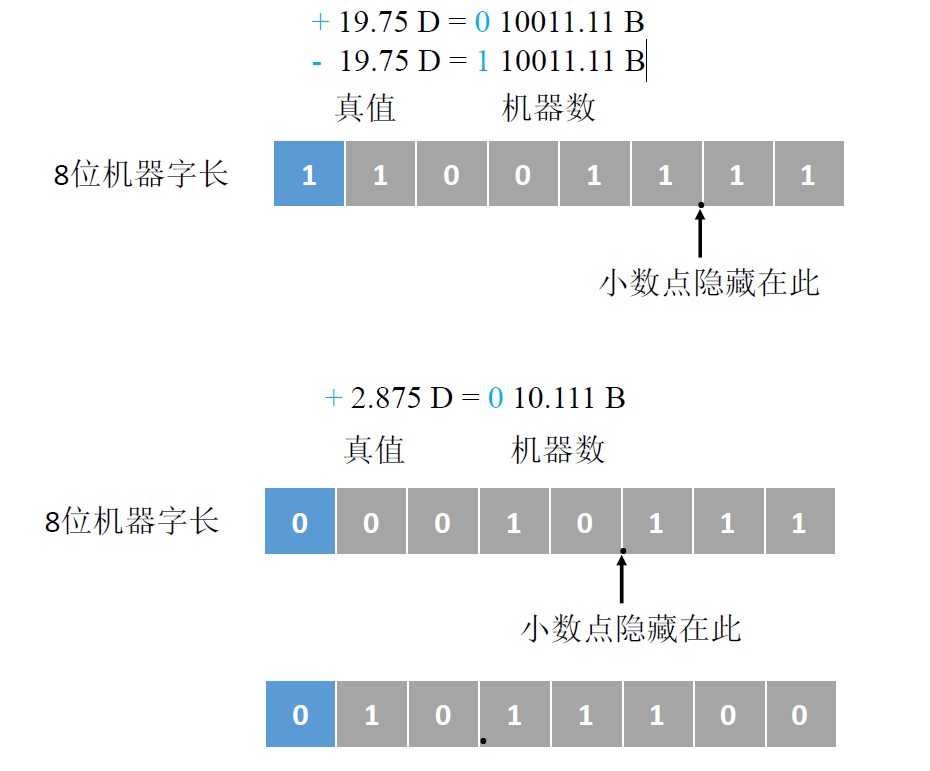 + 19.75 D = 0 10011.11 B
- 19.75 D = 1 10011.11 B
真值 机器数
8位机器字长 1 1 0 0 1 1 1 1
小数点隐藏在此
+ 2.875 D = 0 10.111 B
真值 机器数
8位机器字长 0 0 0 1 0 1 1 1
小数点隐藏在此
0 1 0 . 1 1 1 0 0